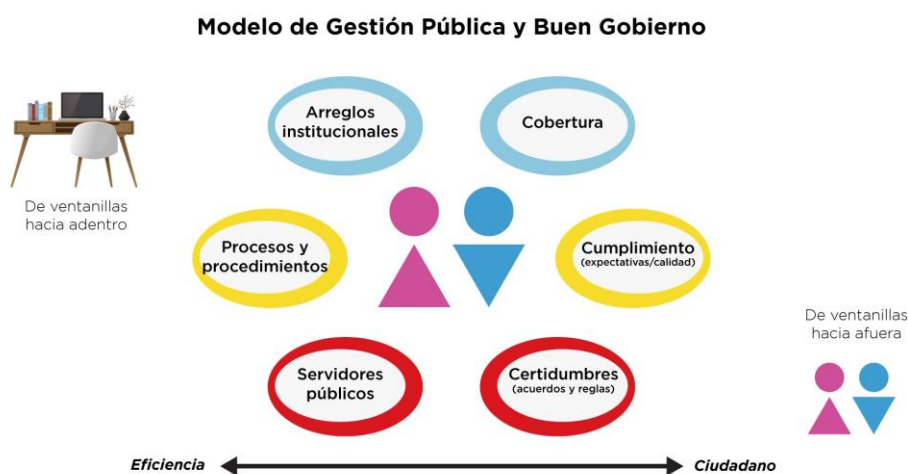 Modelo de Gestión Pública y Buen Gobierno
Arreglos
institucionales
Cobertura
De ventanillas
hacia adentro
Procesos y
procedimientos
Cumplimiento
(expectativas/calidad)
De ventanillas
hacia afuera
Servidores
públicos
Certidumbres
(acuerdos y reglas)
Eficiencia
Ciudadano